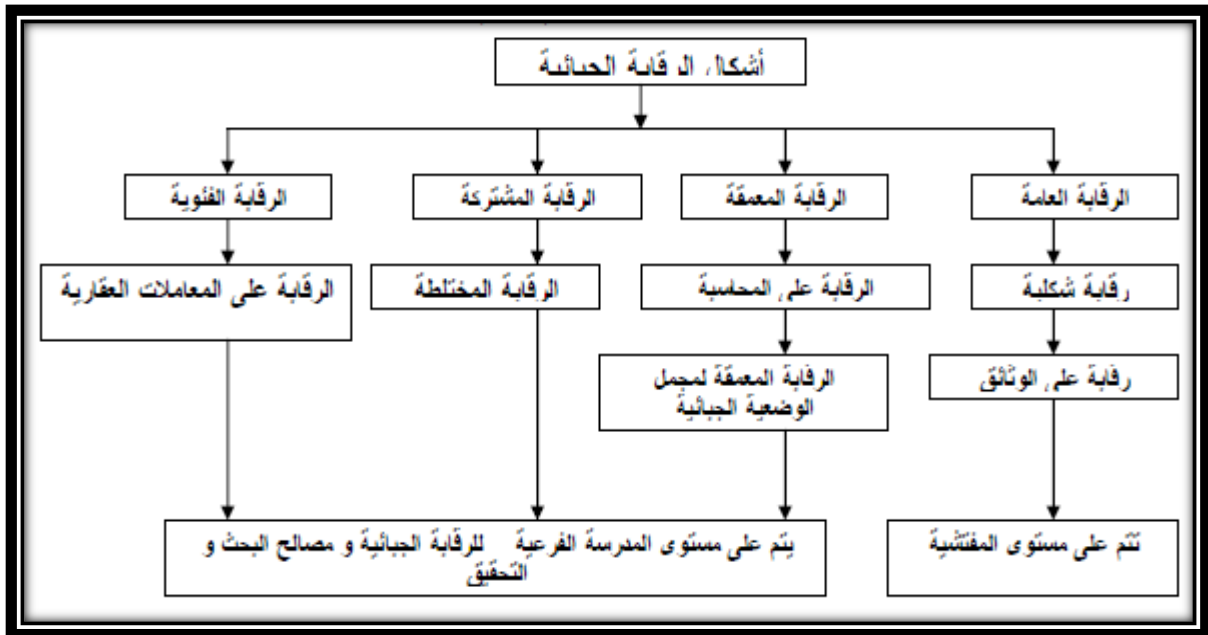 أشكال الرقابة الجبائية
الرقابة العامة
الرقابة المعمقة
الرقابة المشتركة
الرقابة الفئوية
رقابة شكلية
الرقابة على المحاسبة
الرقابة المختلطة
الرقابة على المعاملات العقارية
رقابة على الوثائق
الرقابة المعمقة لمجمل
الوضعية الجبائية
تتم على مستوى المفتشية
يتم على مستوى المدرسة الفرعية للرقابة الجبائية و مصالح البحث و
التحقيق